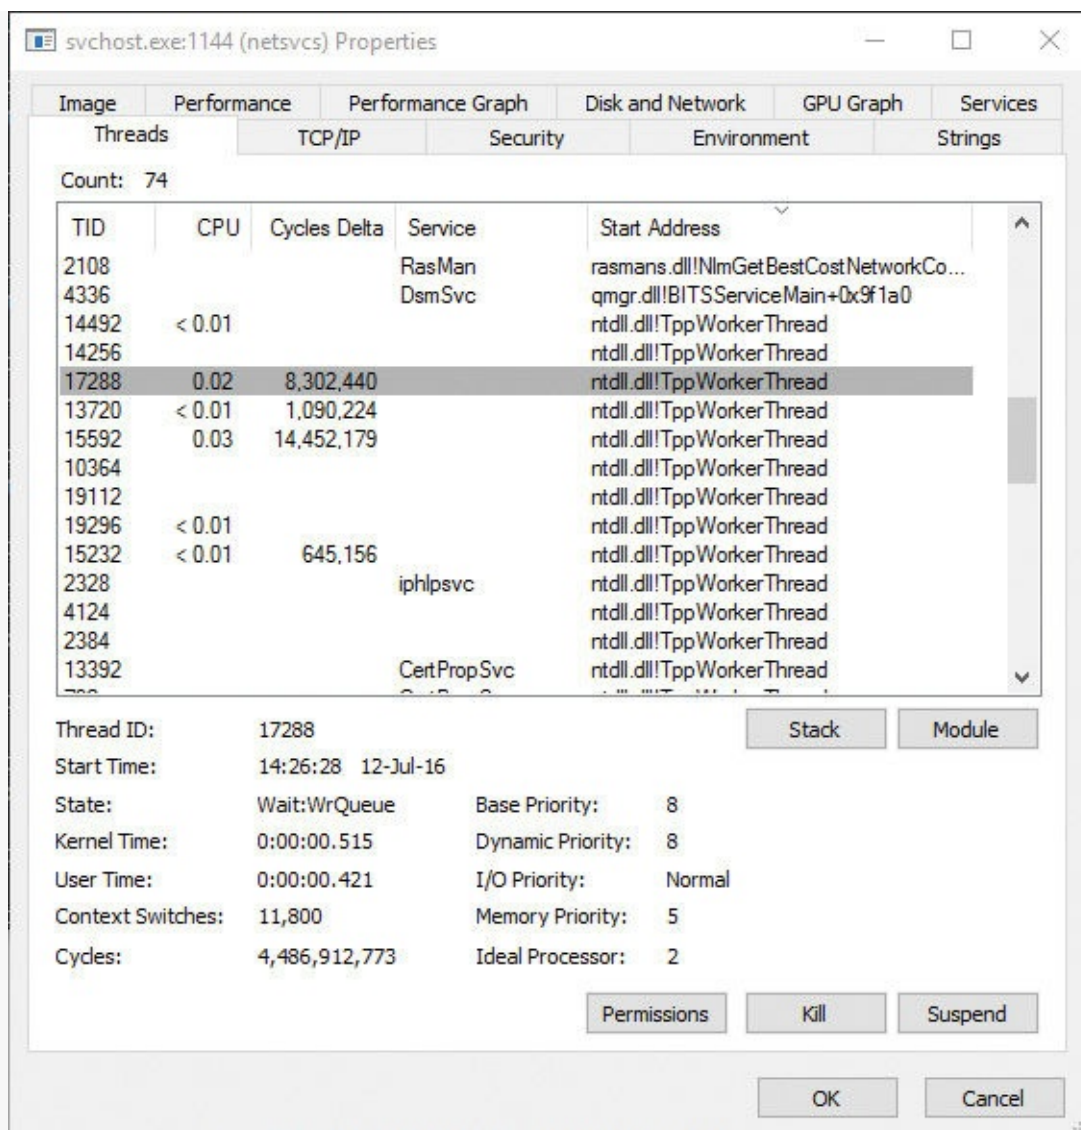 svchost.exe:1144 (netsvcs) Properties
Image Performance Performance Graph Disk and Network GPU Graph Services
Threads TCP/IP Security Environment Strings
Count: 74
TID CPU Cycles Delta Service Start Address
2108 RasMan rasmans.dll!NlmGetBestCostNetworkCo...
4336 DsmSvc qmgr.dll!BITSServiceMain+0x9f1a0
14492 < 0.01 ntdll.dll!TppWorkerThread
14256 ntdll.dll!TppWorkerThread
17288 0.02 8,302,440 ntdll.dll!TppWorkerThread
13720 < 0.01 1,090,224 ntdll.dll!TppWorkerThread
15592 0.03 14,452,179 ntdll.dll!TppWorkerThread
10364 ntdll.dll!TppWorkerThread
19112 ntdll.dll!TppWorkerThread
19296 < 0.01 ntdll.dll!TppWorkerThread
15232 < 0.01 645,156 ntdll.dll!TppWorkerThread
2328 iphlpsvc ntdll.dll!TppWorkerThread
4124 ntdll.dll!TppWorkerThread
2384 ntdll.dll!TppWorkerThread
13392 CertPropSvc ntdll.dll!TppWorkerThread
Thread ID: 17288 Stack Module
Start Time: 14:26:28 12-Jul-16
State: Wait:WrQueue Base Priority: 8
Kernel Time: 0:00:00.515 Dynamic Priority: 8
User Time: 0:00:00.421 I/O Priority: Normal
Context Switches: 11,800 Memory Priority: 5
Cycles: 4,486,912,773 Ideal Processor: 2
Permissions Kill Suspend
OK Cancel